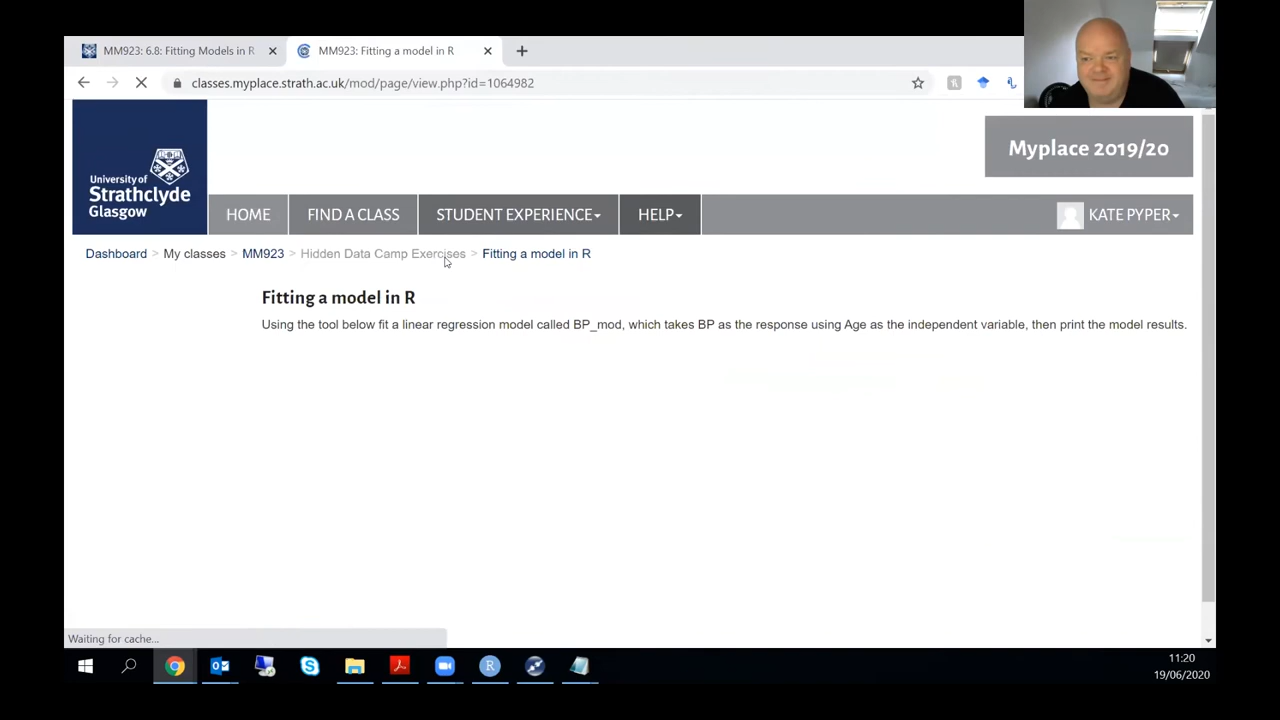 MM923: 6.8: Fitting Models in R
MM923: Fitting a model in R
classes.myplace.strath.ac.uk/mod/page/view.php?id=1064982
University of
Strathclyde
Glasgow
Myplace 2019/20
HOME
FIND A CLASS
STUDENT EXPERIENCE
HELP
KATE PYPER
Dashboard > My classes > MM923 > Hidden Data Camp Exercises > Fitting a model in R
Fitting a model in R
Using the tool below fit a linear regression model called BP_mod, which takes BP as the response using Age as the independent variable, then print the model results.
Waiting for cache...
11:20
19/06/2020